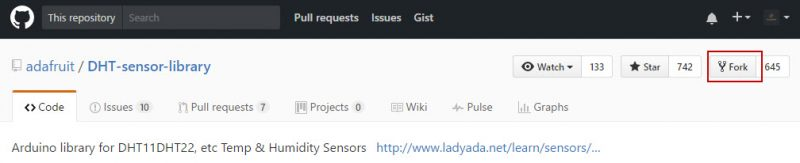 This repository Search Pull requests Issues Gist
adafruit / DHT-sensor-library Watch 133 Star 742 Fork 645
Code Issues 10 Pull requests 7 Projects 0 Wiki Pulse Graphs
Arduino library for DHT11DHT22, etc Temp & Humidity Sensors http://www.ladyada.net/learn/sensors/...